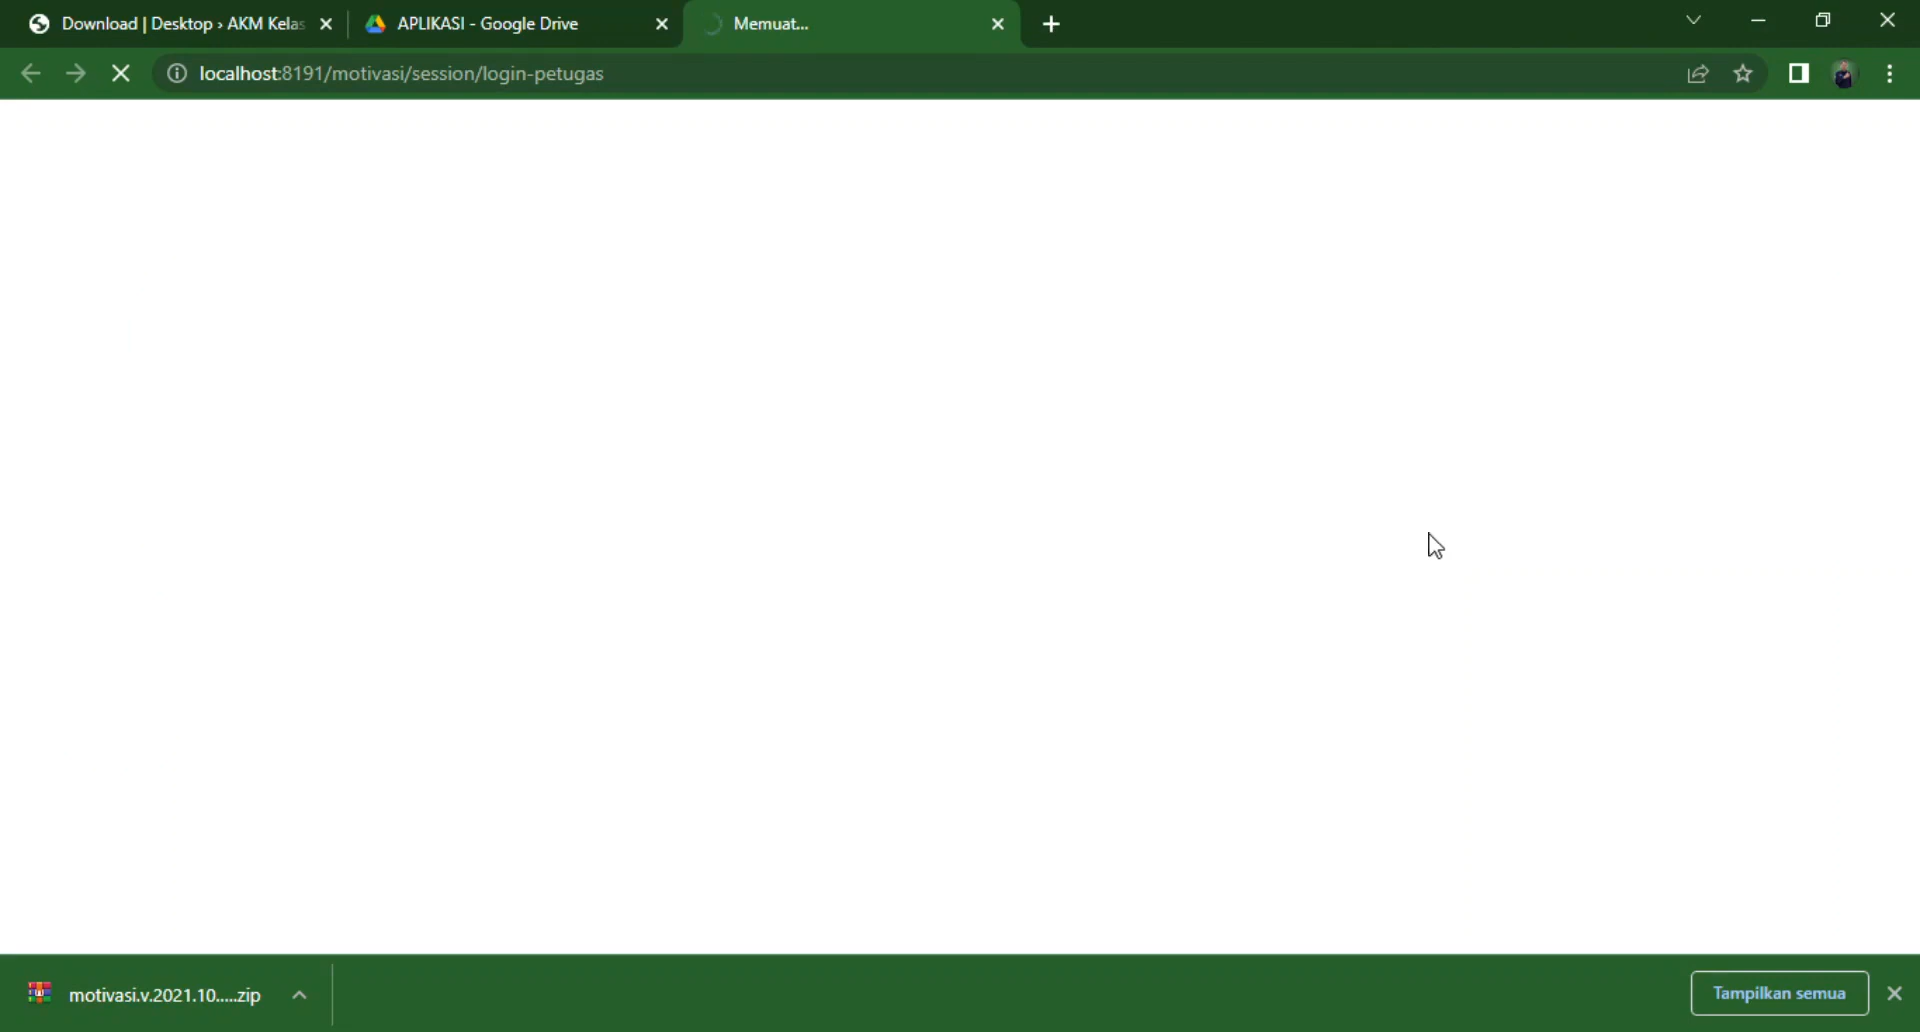 Download | Desktop › AKM Kelas
APLIKASI - Google Drive
Memuat...
localhost:8191/motivasi/session/login-petugas
motivasi.v.2021.10.....zip
Tampilkan semua